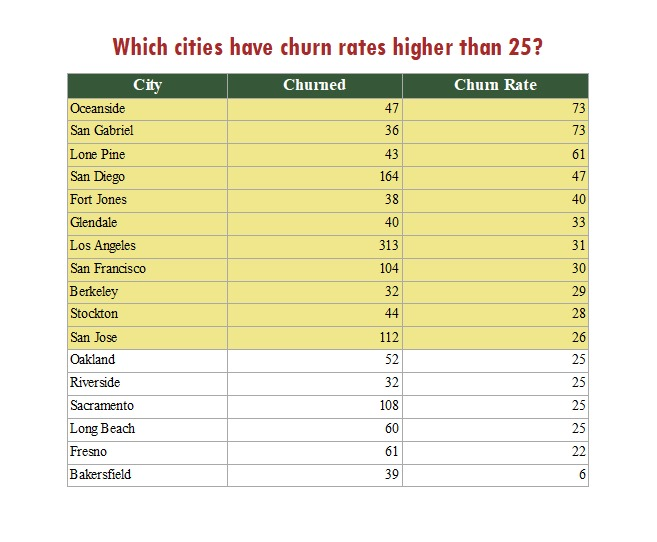 Which cities have churn rates higher than 25?
City Churned Churn Rate
Oceanside 47 73
San Gabriel 36 73
Lone Pine 43 61
San Diego 164 47
Fort Jones 38 40
Glendale 40 33
Los Angeles 313 31
San Francisco 104 30
Berkeley 32 29
Stockton 44 28
San Jose 112 26
Oakland 52 25
Riverside 32 25
Sacramento 108 25
Long Beach 60 25
Fresno 61 22
Bakersfield 39 6